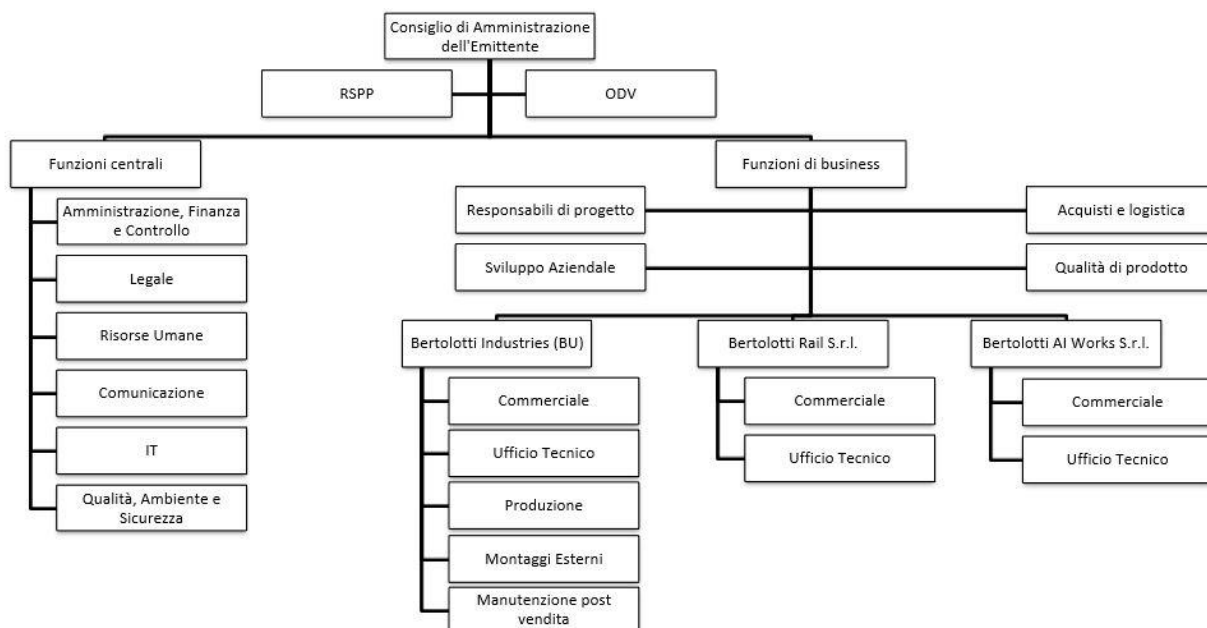 Consiglio di Amministrazione
dell'Emittente
RSPP
ODV
Funzioni centrali
Funzioni di business
Amministrazione, Finanza
e Controllo
Legale
Risorse Umane
Comunicazione
IT
Qualità, Ambiente e
Sicurezza
Responsabili di progetto
Acquisti e logistica
Sviluppo Aziendale
Qualità di prodotto
Bertolotti Industries (BU)
Commerciale
Ufficio Tecnico
Produzione
Montaggi Esterni
Manutenzione post
vendita
Bertolotti Rail S.r.l.
Commerciale
Ufficio Tecnico
Bertolotti AI Works S.r.l.
Commerciale
Ufficio Tecnico